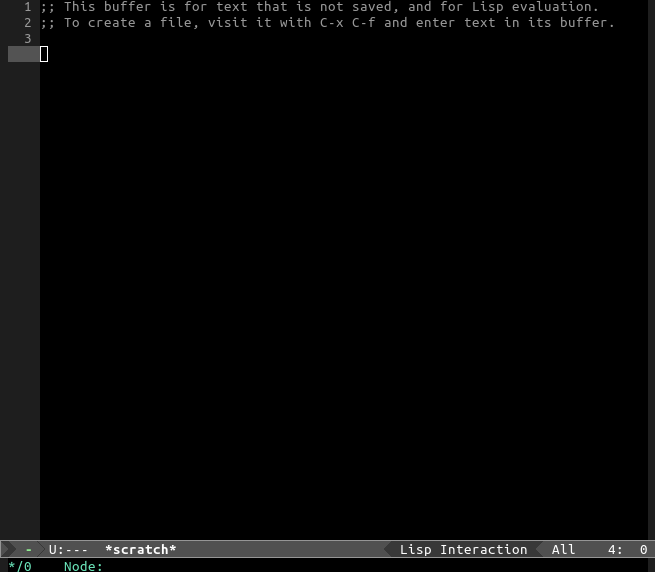 1 ;; This buffer is for text that is not saved, and for Lisp evaluation.
2 ;; To create a file, visit it with C-x C-f and enter text in its buffer.
3
- U:--- *scratch* Lisp Interaction All 4: 0
*/0 Node: